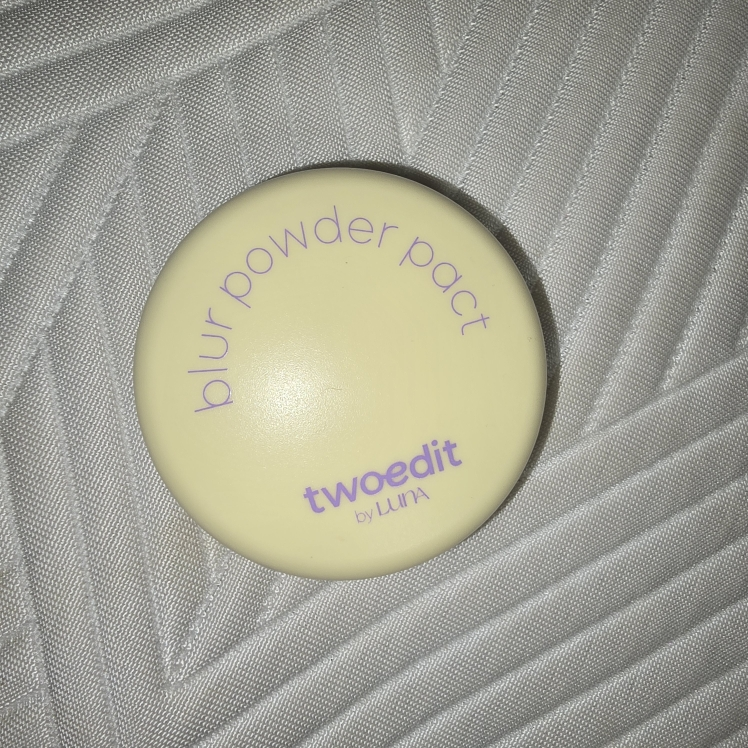 blur powder pact
twoedit
by LUNA